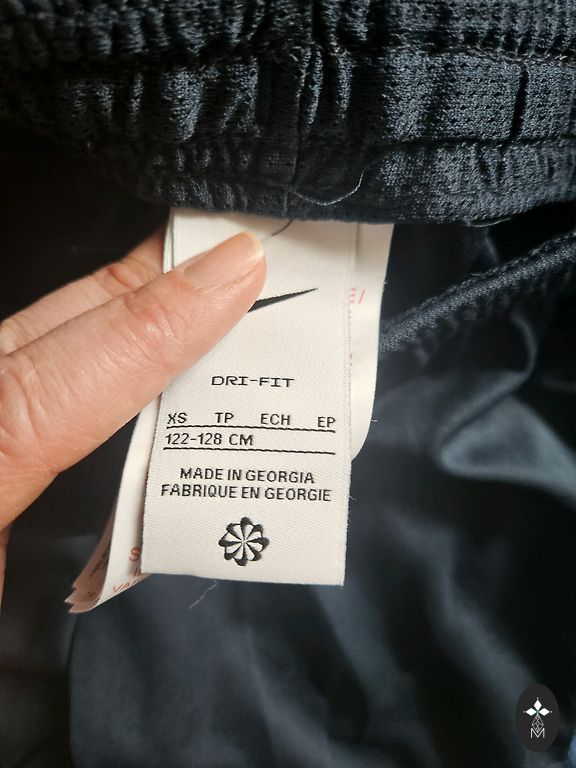 DRI-FIT
XS TP ECH EP
122-128 CM
MADE IN GEORGIA
FABRIQUE EN GEORGIE